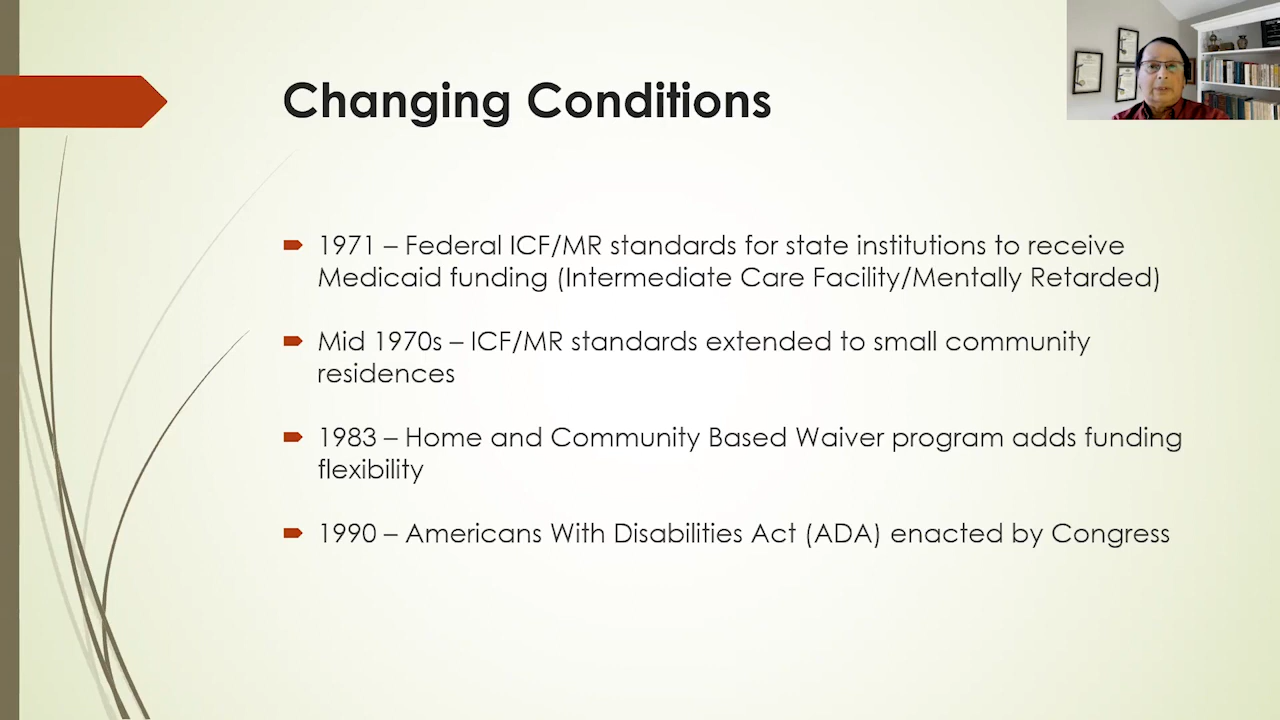 Changing Conditions
1971 – Federal ICF/MR standards for state institutions to receive
Medicaid funding (Intermediate Care Facility/Mentally Retarded)
Mid 1970s – ICF/MR standards extended to small community
residences
1983 – Home and Community Based Waiver program adds funding
flexibility
1990 – Americans With Disabilities Act (ADA) enacted by Congress